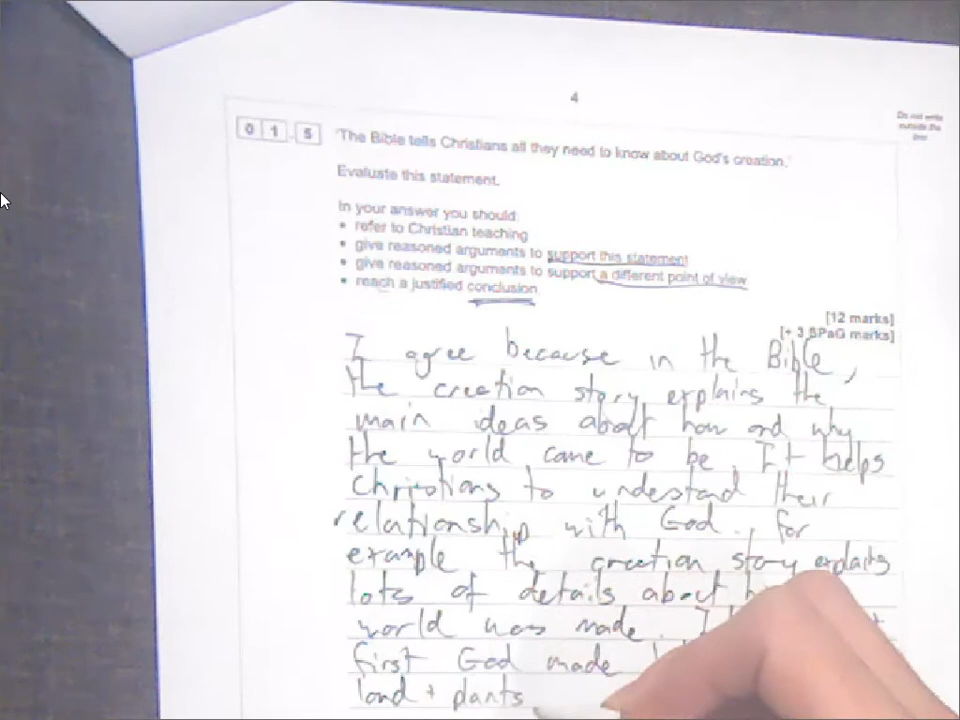 4
Do not write
outside the
box
0 1 . 5 'The Bible tells Christians all they need to know about God's creation.'
Evaluate this statement.
In your answer you should:
• refer to Christian teaching
• give reasoned arguments to support this statement
• give reasoned arguments to support a different point of view
• reach a justified conclusion.
[12 marks]
[+ 3 SPaG marks]
I agree because in the Bible,
the creation story explains the
main ideas about how and why
the world came to be. It helps
Christians to understand their
relationship with God. for
example the creation story explains
lots of details about
world was made.
first God made
land + plants